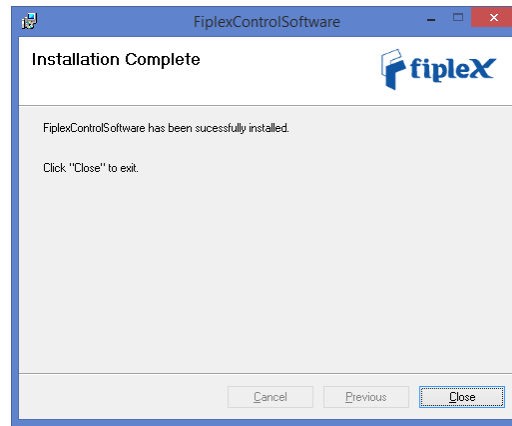 FiplexControlSoftware
Installation Complete
fipleX
FiplexControlSoftware has been sucessfully installed.
Click "Close" to exit.
Cancel
Previous
Close